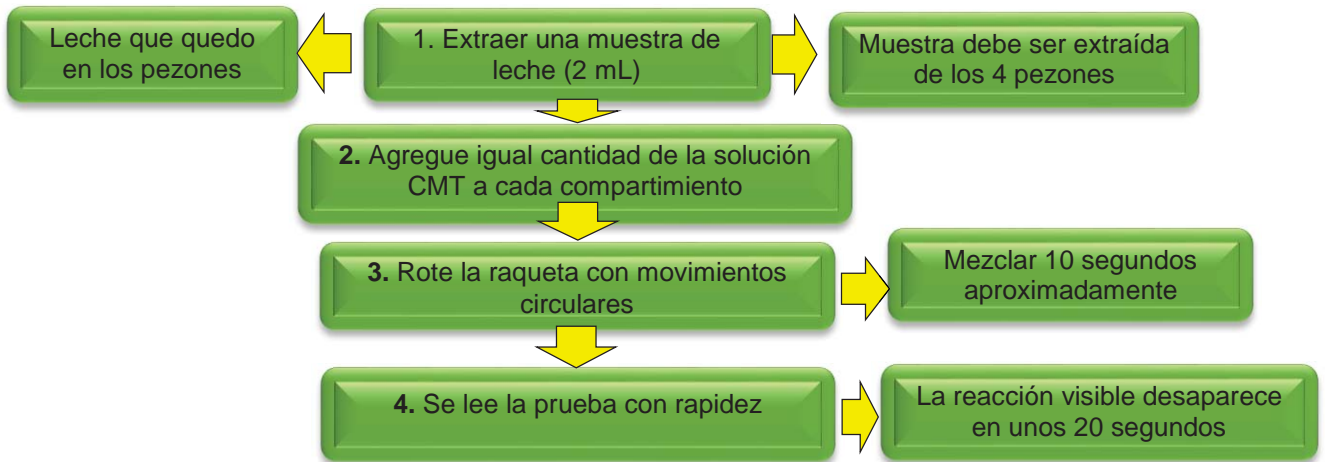 Leche que quedo
en los pezones
1. Extraer una muestra de
leche (2 mL)
Muestra debe ser extraída
de los 4 pezones
2. Agregue igual cantidad de la solución
CMT a cada compartimiento
3. Rote la raqueta con movimientos
circulares
Mezclar 10 segundos
aproximadamente
4. Se lee la prueba con rapidez
La reacción visible desaparece
en unos 20 segundos